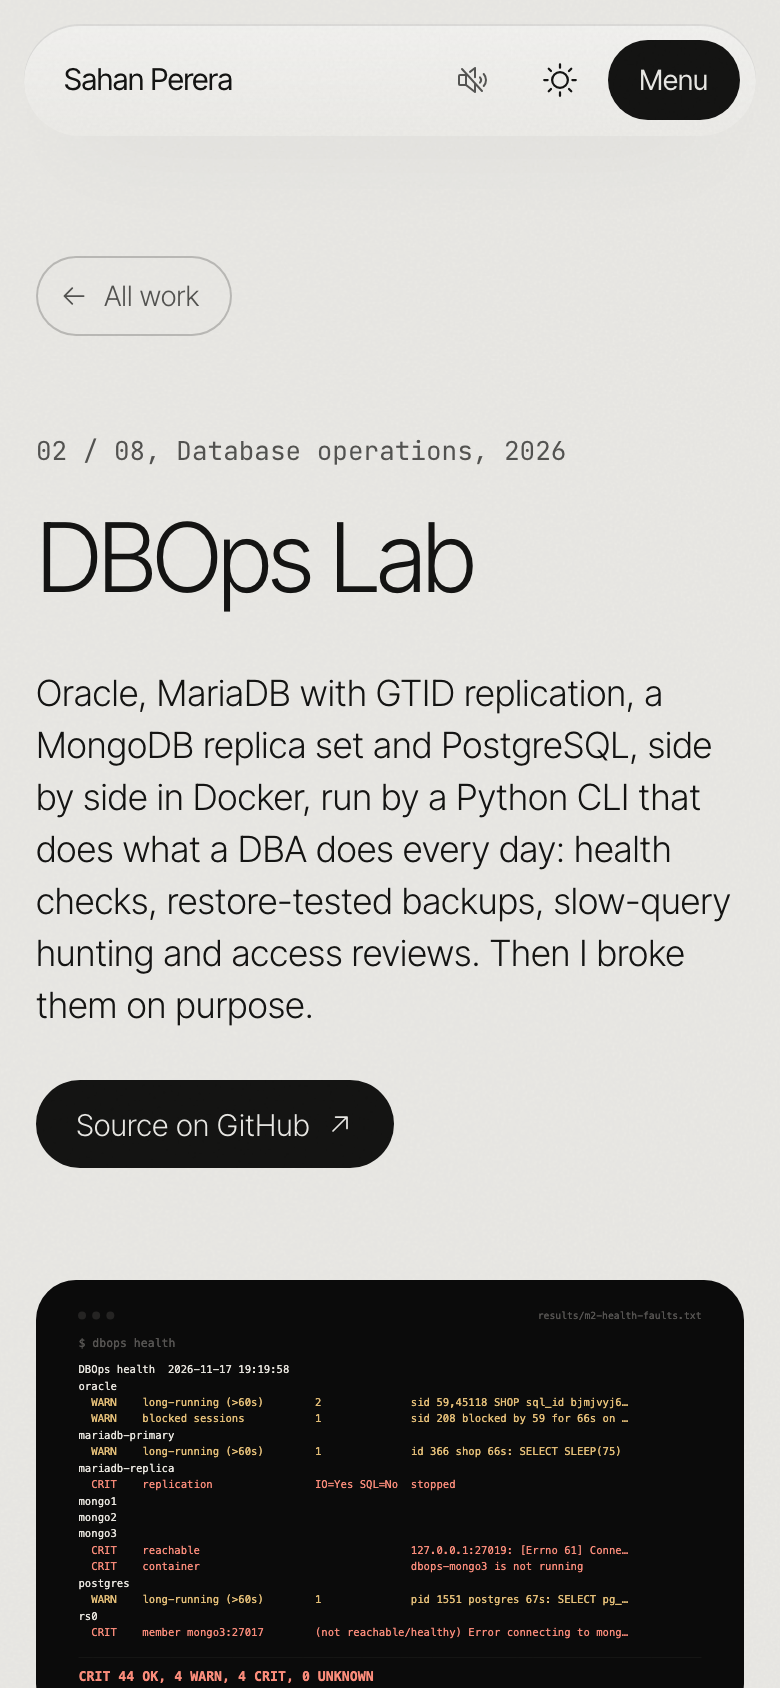 Sahan Perera
Menu
← All work
02 / 08, Database operations, 2026
DBOps Lab
Oracle, MariaDB with GTID replication, a
MongoDB replica set and PostgreSQL, side
by side in Docker, run by a Python CLI that
does what a DBA does every day: health
checks, restore-tested backups, slow-query
hunting and access reviews. Then I broke
them on purpose.
Source on GitHub ↗
results/m2-health-faults.txt
$ dbops health
DBOps health  2026-11-17 19:19:58
oracle
WARN    long-running (>60s)        2              sid 59,45118 SHOP sql_id bjmjvyj6…
WARN    blocked sessions           1              sid 208 blocked by 59 for 66s on …
mariadb-primary
WARN    long-running (>60s)        1              id 366 shop 66s: SELECT SLEEP(75)
mariadb-replica
CRIT    replication                IO=Yes SQL=No  stopped
mongo1
mongo2
mongo3
CRIT    reachable                                 127.0.0.1:27019: [Errno 61] Conne…
CRIT    container                                 dbops-mongo3 is not running
postgres
WARN    long-running (>60s)        1              pid 1551 postgres 67s: SELECT pg_…
rs0
CRIT    member mongo3:27017        (not reachable/healthy) Error connecting to mong…
CRIT 44 OK, 4 WARN, 4 CRIT, 0 UNKNOWN